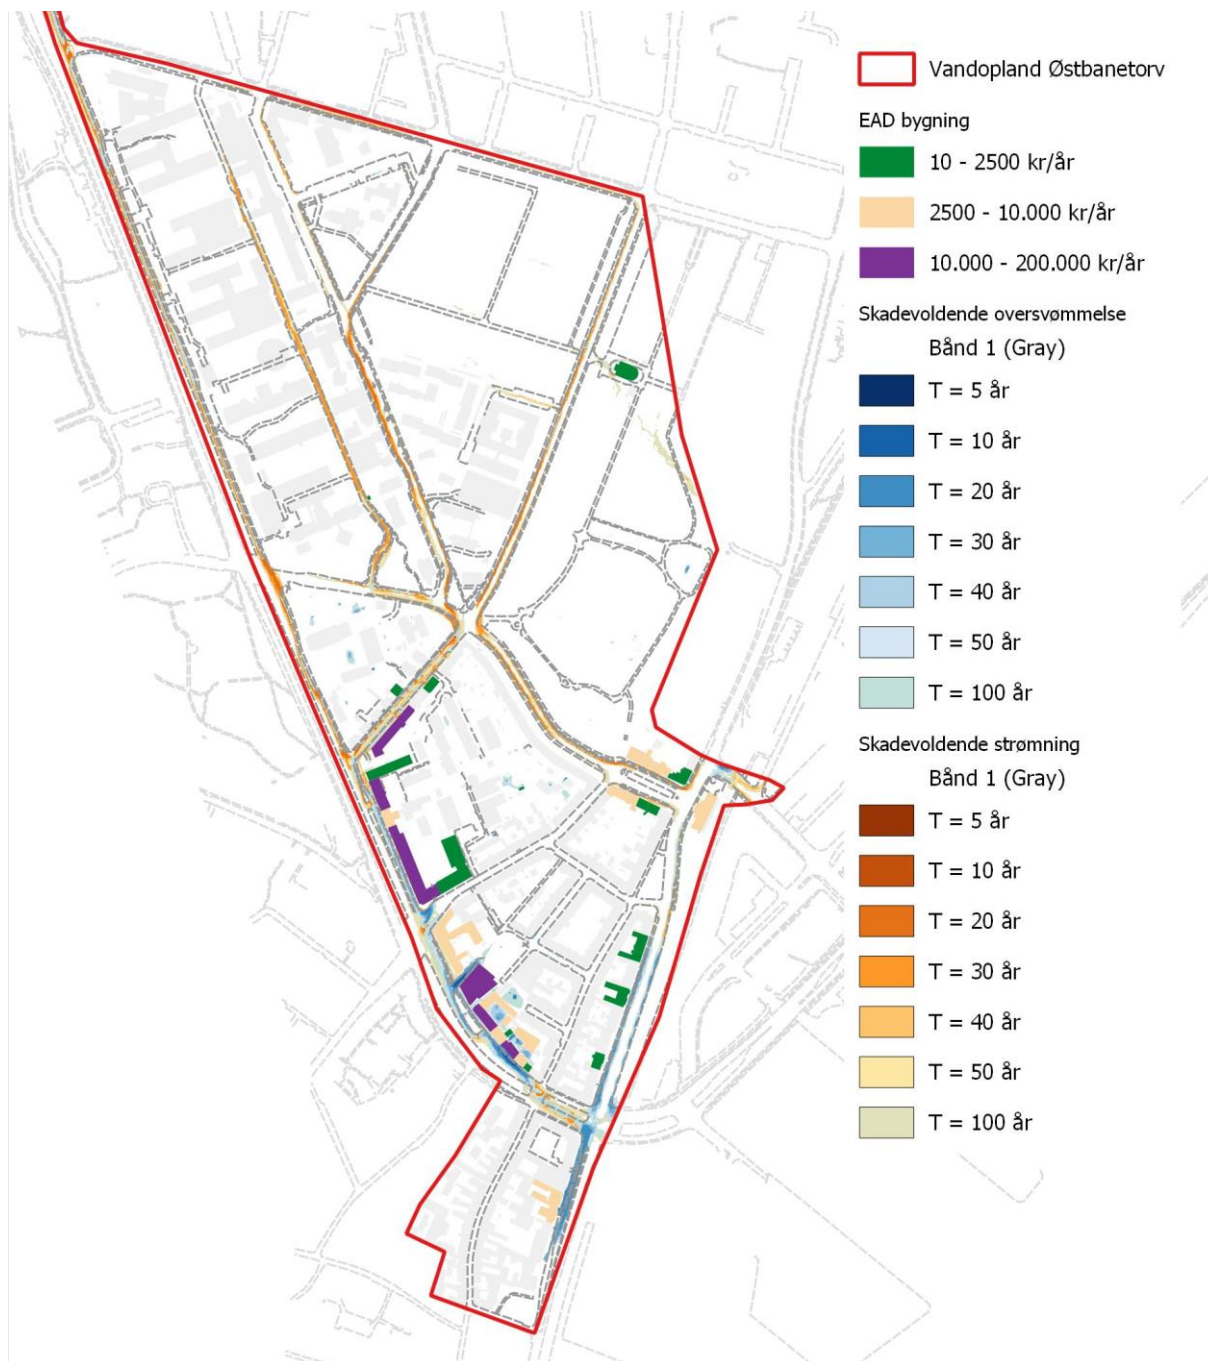 Vandopland Østbanetorv
EAD bygning
10 - 2500 kr/år
2500 - 10.000 kr/år
10.000 - 200.000 kr/år
Skadevoldende oversvømmelse
Bånd 1 (Gray)
T = 5 år
T = 10 år
T = 20 år
T = 30 år
T = 40 år
T = 50 år
T = 100 år
Skadevoldende strømning
Bånd 1 (Gray)
T = 5 år
T = 10 år
T = 20 år
T = 30 år
T = 40 år
T = 50 år
T = 100 år